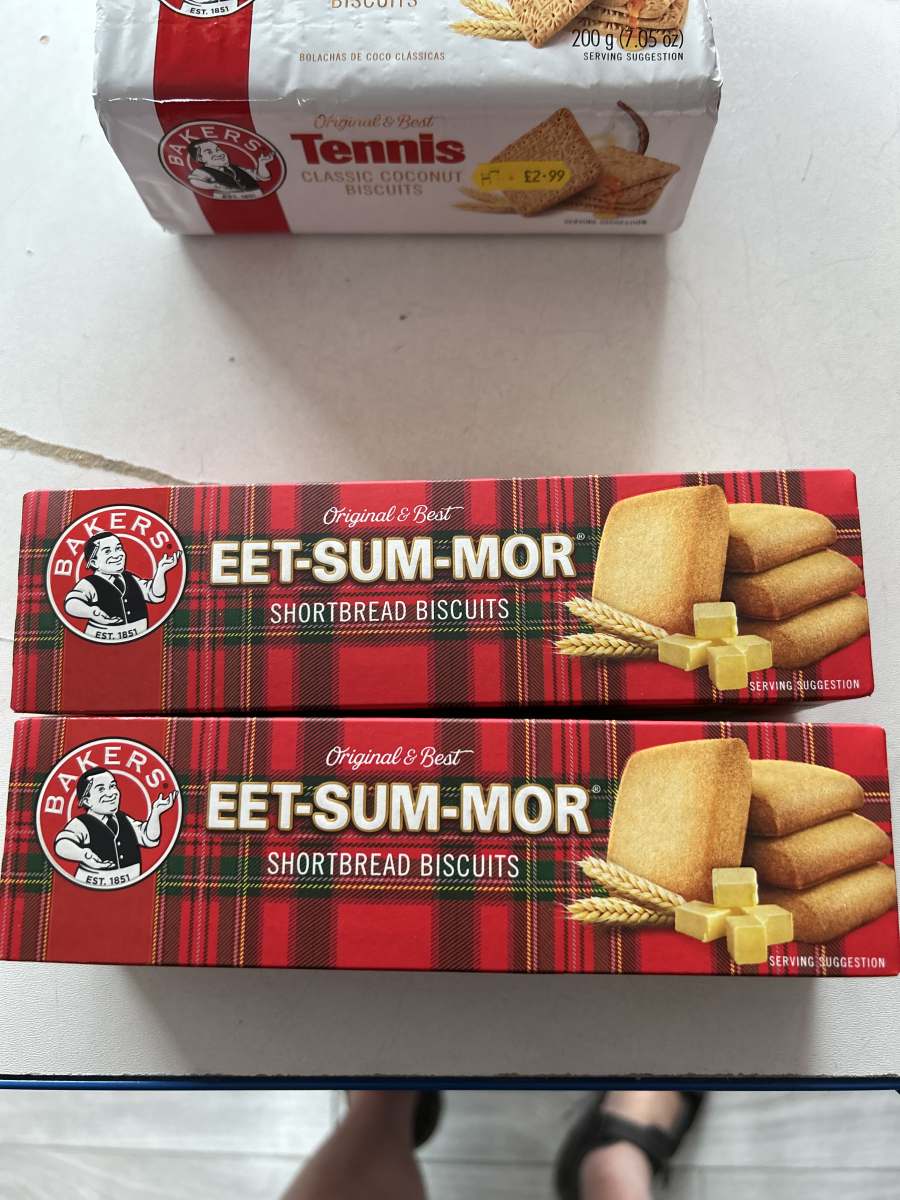 EST. 1851
BISCUITS
BOLACHAS DE COCO CLÁSSICAS
200 g (7.05 oz)
SERVING SUGGESTION
BAKERS
EST. 1851
Original & Best
Tennis
CLASSIC COCONUT
BISCUITS
£2-99
SERVING SUGGESTION
BAKERS
EST. 1851
Original & Best
EET-SUM-MOR®
SHORTBREAD BISCUITS
SERVING SUGGESTION
BAKERS
EST. 1851
Original & Best
EET-SUM-MOR®
SHORTBREAD BISCUITS
SERVING SUGGESTION